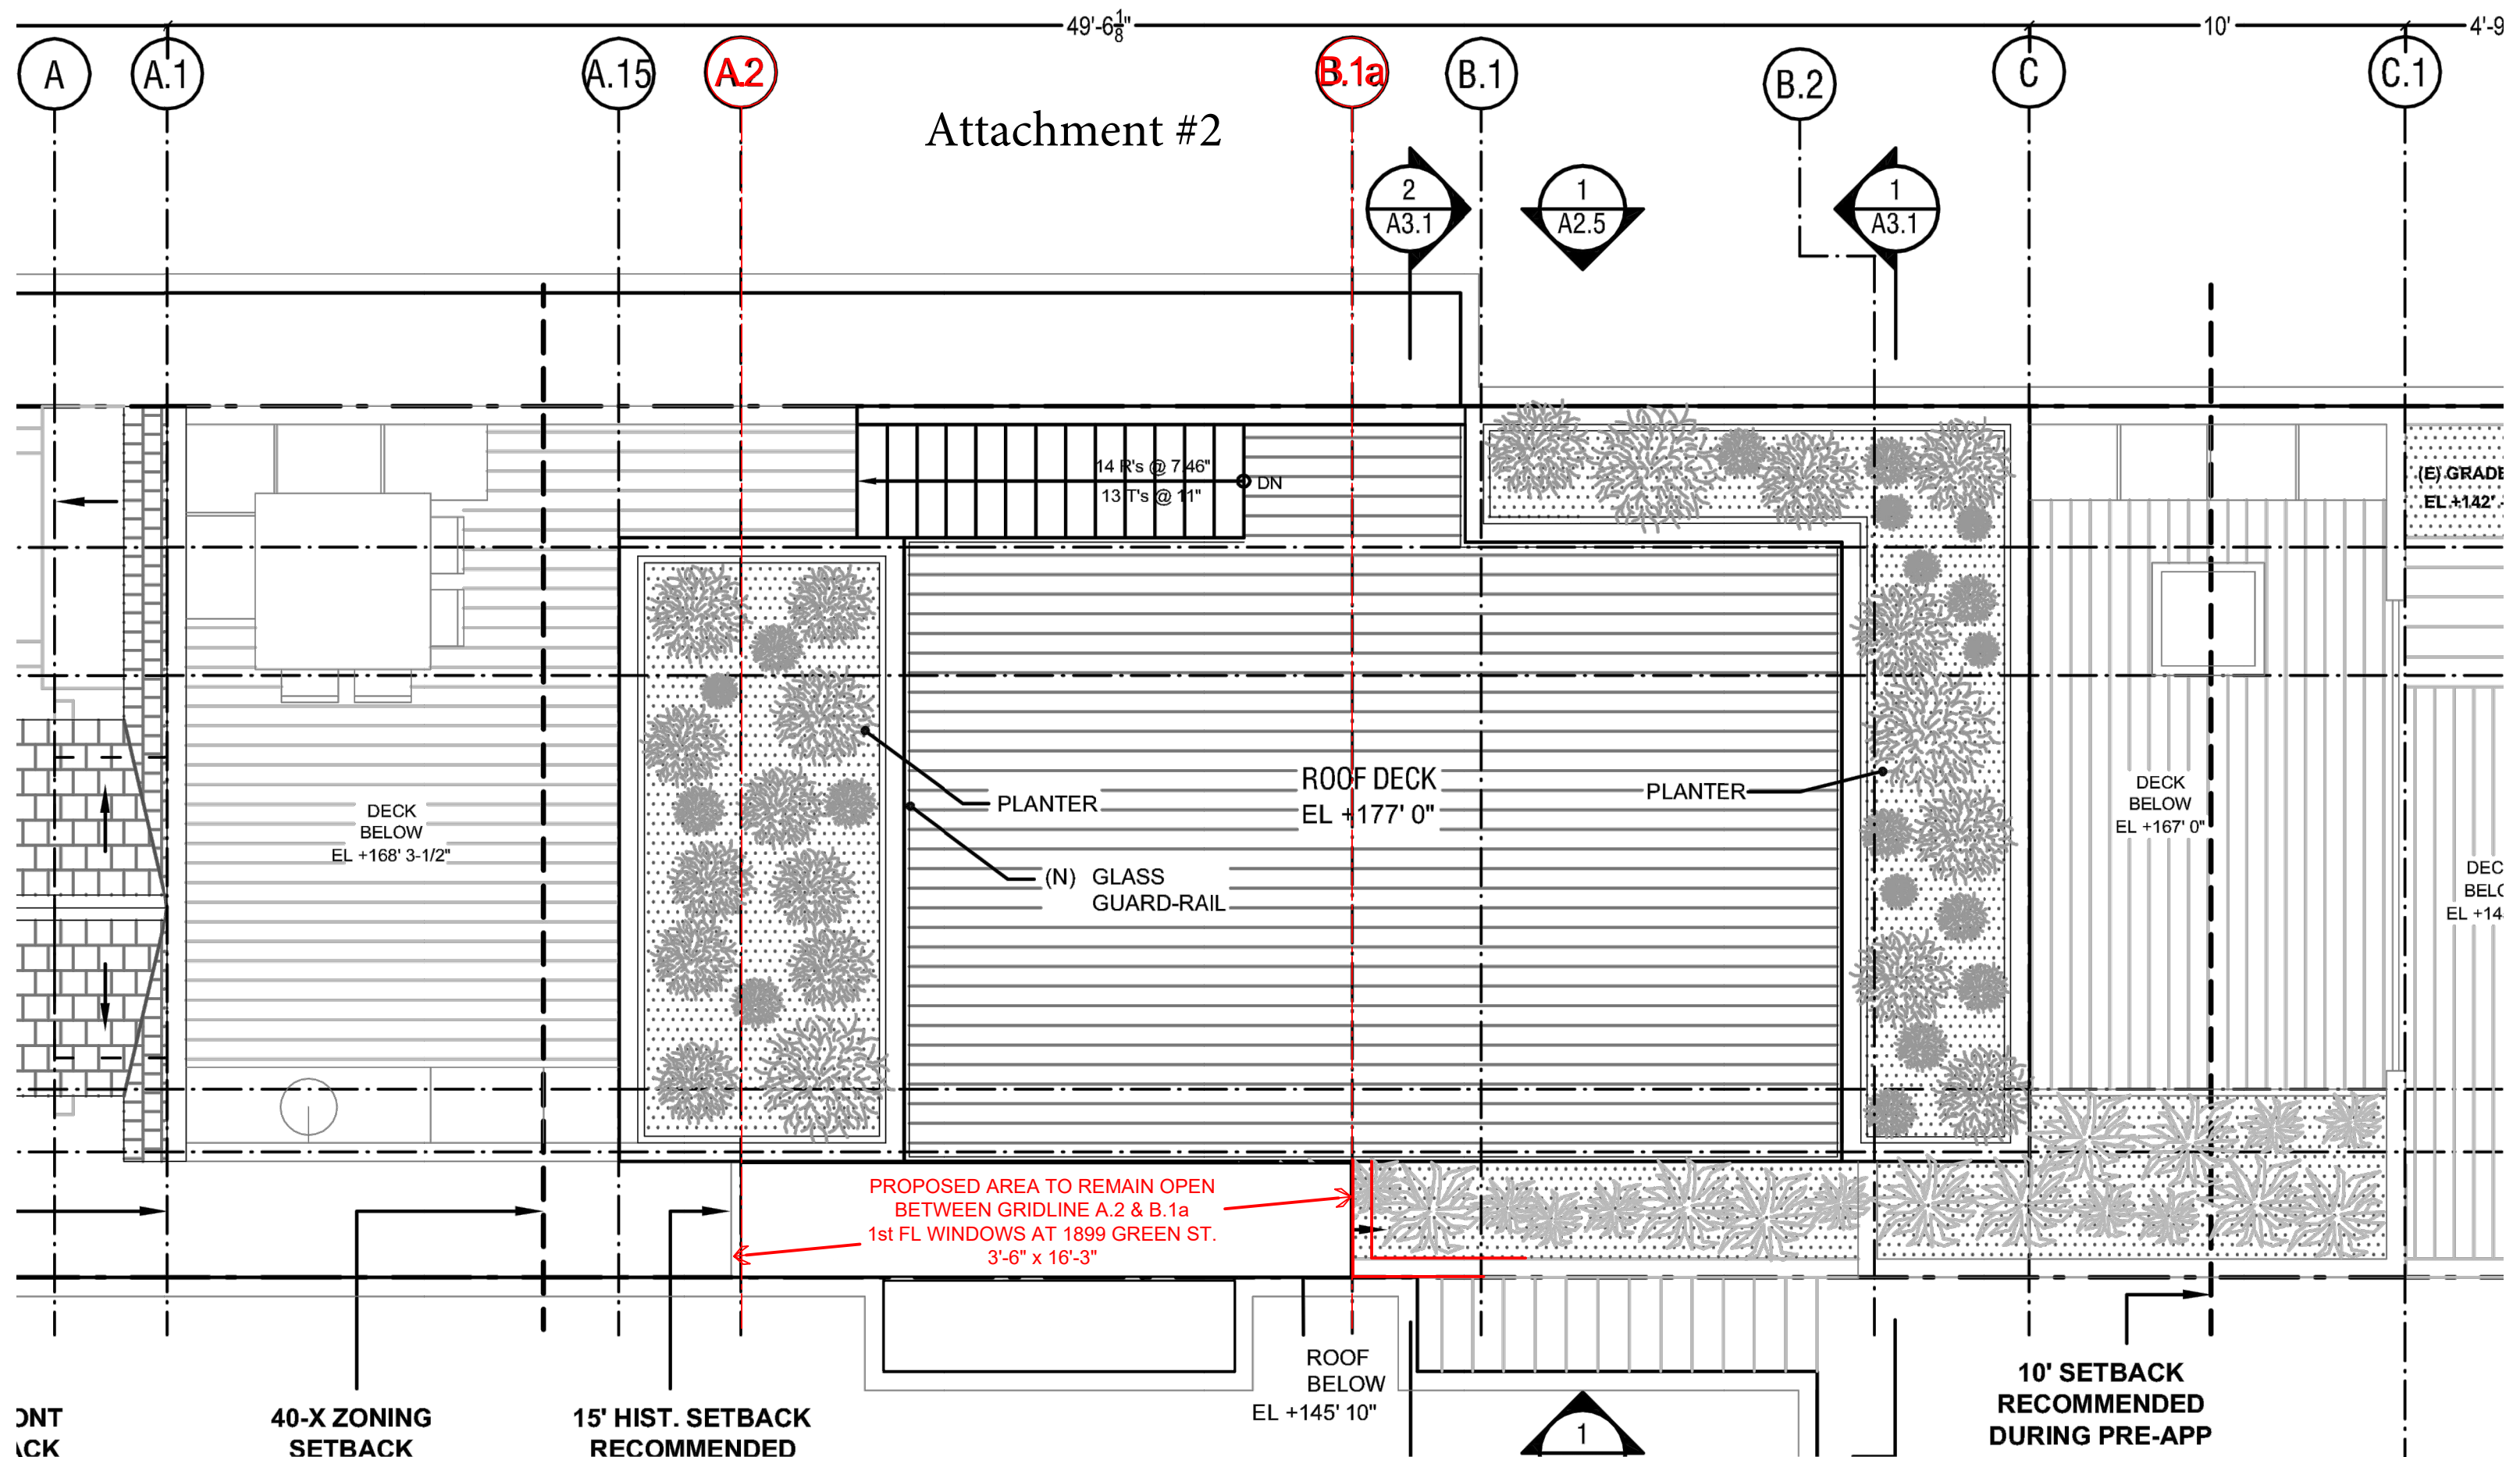 49'-6 1/8"
10'
4'-9
A
A.1
A.15
A.2
B.1a
B.1
B.2
C
C.1
Attachment #2
2
A3.1
1
A2.5
1
A3.1
14 R's @ 7.46"
13 T's @ 11"
DN
(E) GRADE
EL +142'
ROOF DECK
EL +177' 0"
PLANTER
PLANTER
DECK
BELOW
EL +168' 3-1/2"
DECK
BELOW
EL +167' 0"
(N) GLASS
GUARD-RAIL
DEC
BELO
EL +14
PROPOSED AREA TO REMAIN OPEN
BETWEEN GRIDLINE A.2 & B.1a
1st FL WINDOWS AT 1899 GREEN ST.
3'-6" x 16'-3"
ROOF
BELOW
EL +145' 10"
ONT
ACK
40-X ZONING
SETBACK
15' HIST. SETBACK
RECOMMENDED
1
10' SETBACK
RECOMMENDED
DURING PRE-APP